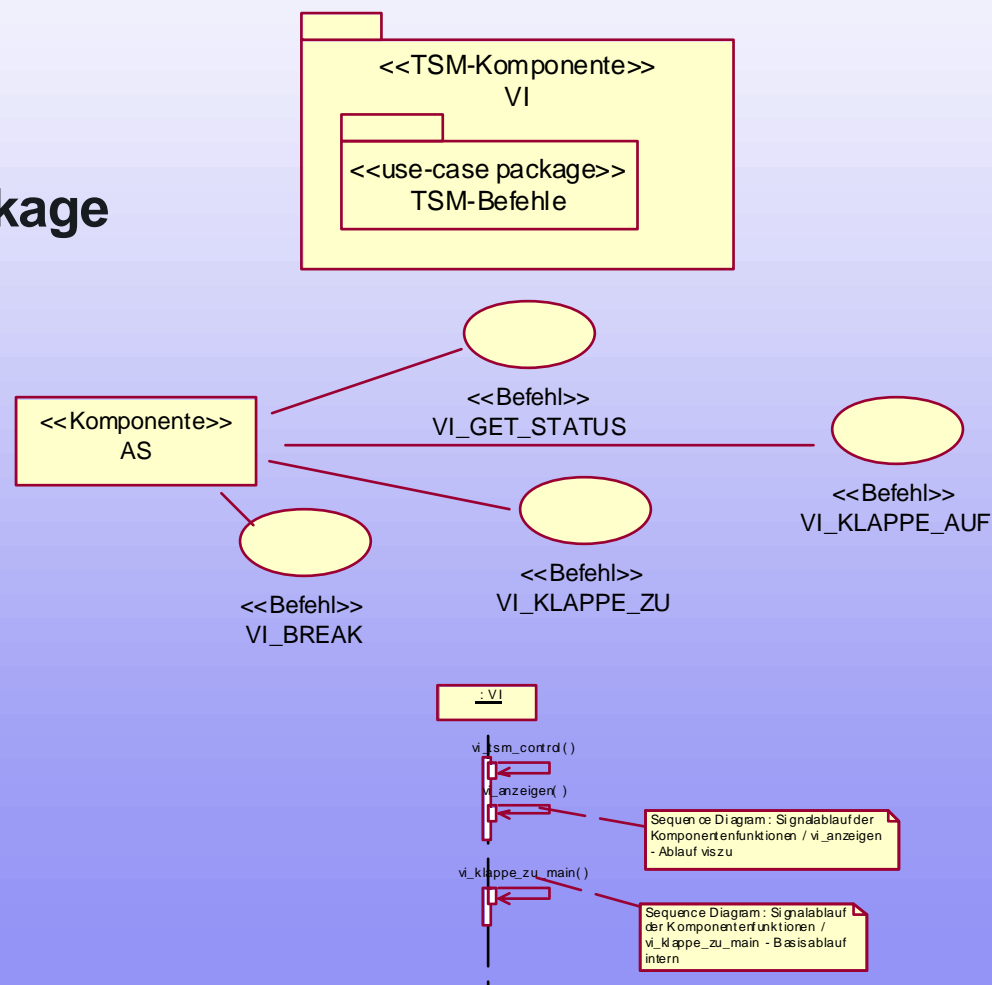 <<TSM-Komponente>>
VI
<<use-case package>>
TSM-Befehle
kage
<<Befehl>>
VI_GET_STATUS
<<Komponente>>
AS
<<Befehl>>
VI_KLAPPE_AUF
<<Befehl>>
VI_KLAPPE_ZU
<<Befehl>>
VI_BREAK
: VI
vi_tsm_control( )
vi_anzeigen( )
Sequence Diagram: Signalablauf der
Komponentenfunktionen / vi_anzeigen
- Ablauf viszu
vi_klappe_zu_main( )
Sequence Diagram: Signalablauf
der Komponentenfunktionen /
vi_klappe_zu_main - Basisablauf
intern